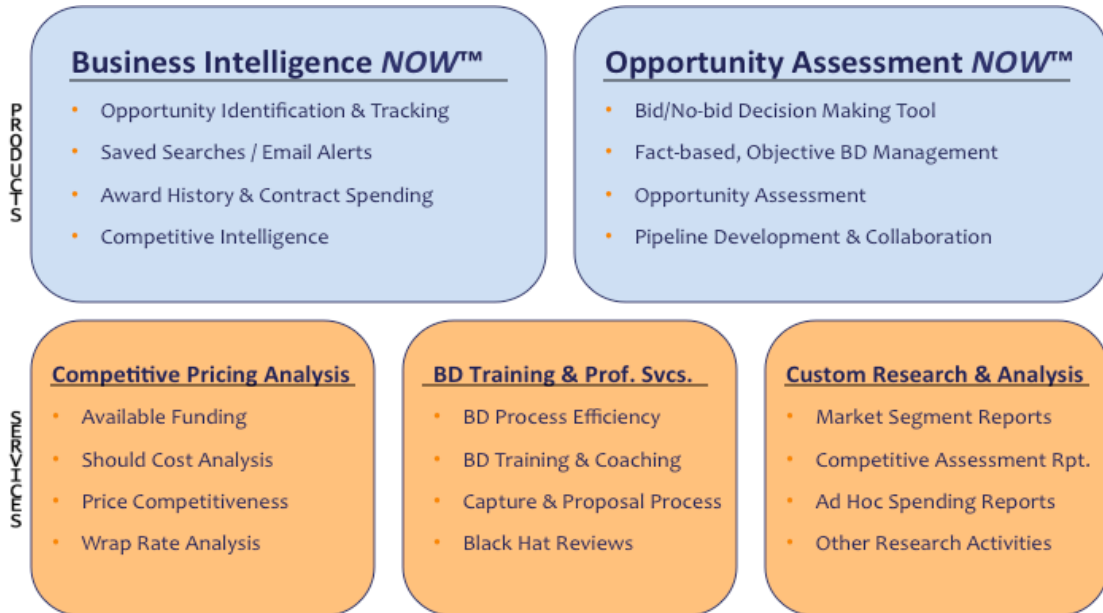 PRODUCTS
Business Intelligence NOW™
• Opportunity Identification & Tracking
• Saved Searches / Email Alerts
• Award History & Contract Spending
• Competitive Intelligence
Opportunity Assessment NOW™
• Bid/No-bid Decision Making Tool
• Fact-based, Objective BD Management
• Opportunity Assessment
• Pipeline Development & Collaboration
SERVICES
Competitive Pricing Analysis
• Available Funding
• Should Cost Analysis
• Price Competitiveness
• Wrap Rate Analysis
BD Training & Prof. Svcs.
• BD Process Efficiency
• BD Training & Coaching
• Capture & Proposal Process
• Black Hat Reviews
Custom Research & Analysis
• Market Segment Reports
• Competitive Assessment Rpt.
• Ad Hoc Spending Reports
• Other Research Activities